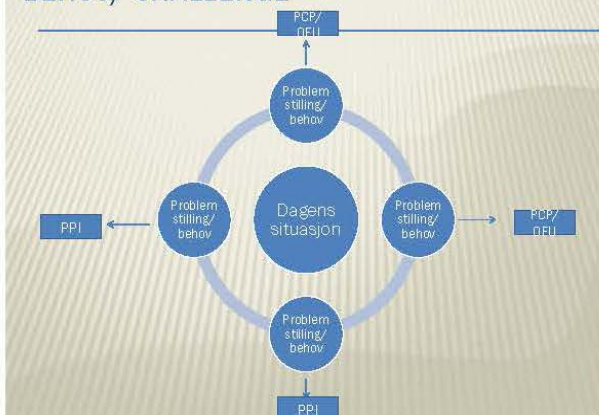 PCP/
OFU
Problem
stilling/
behov
Problem
stilling/
behov
Dagens
situasjon
Problem
stilling/
behov
PPI
PCP/
OFU
Problem
stilling/
behov
PPI